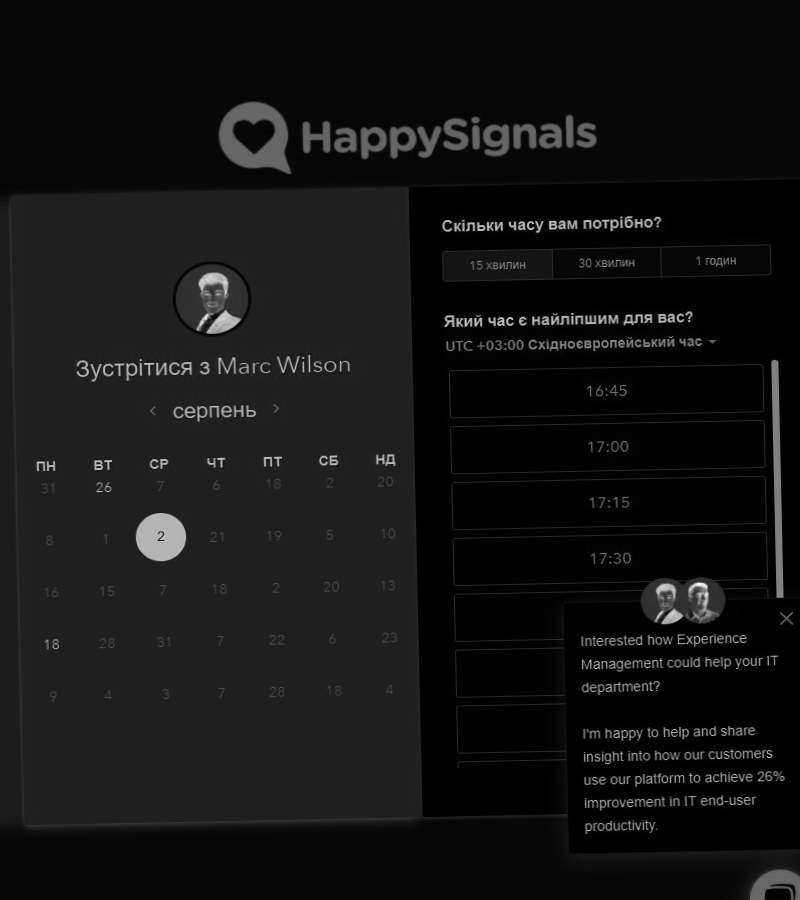 HappySignals
Зустрітися з Marc Wilson
серпень
ПН ВТ СР ЧТ ПТ СБ НД
31 26 7 6 18 2 20
8 1 2 21 19 5 10
16 15 7 18 2 20 13
18 28 31 7 22 6 23
9 4 3 7 28 18 4
Скільки часу вам потрібно?
15 хвилин 30 хвилин 1 годин
Який час є найліпшим для вас?
UTC +03:00 Східноєвропейський час
16:45
17:00
17:15
17:30
Interested how Experience
Management could help your IT
department?
I'm happy to help and share
insight into how our customers
use our platform to achieve 26%
improvement in IT end-user
productivity.